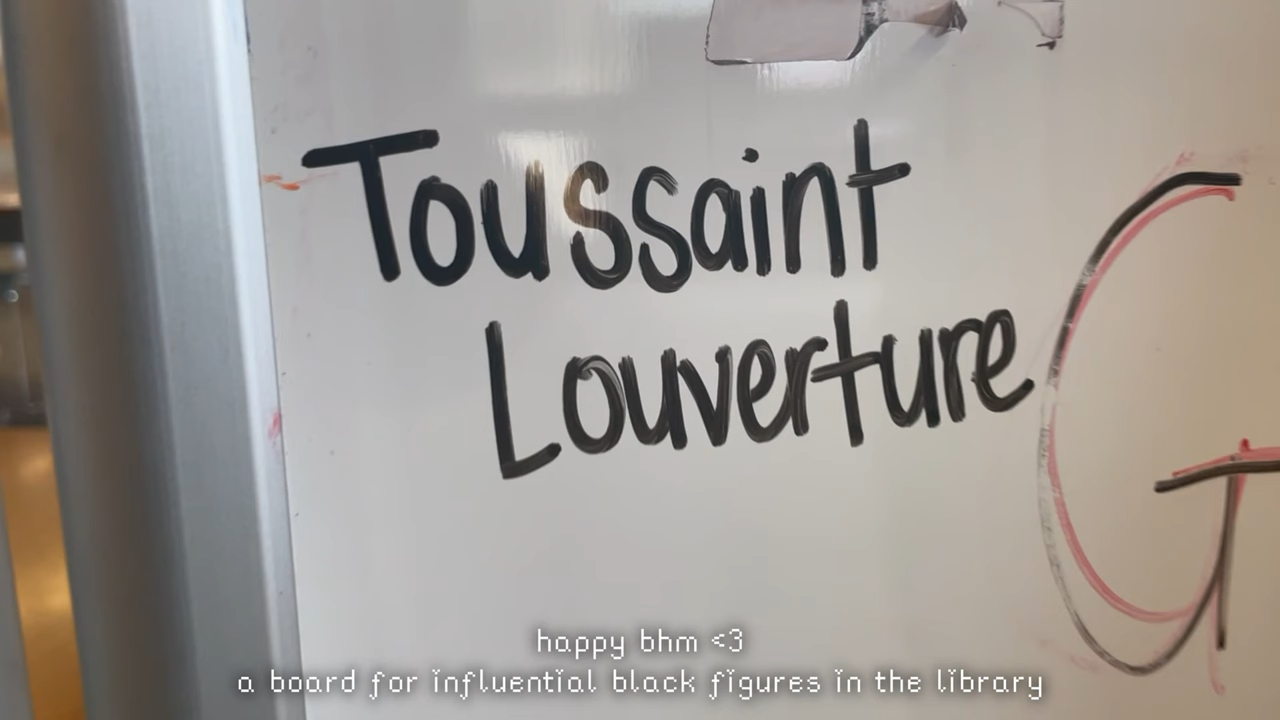 Toussaint
Louverture
G
happy bhm <3
a board for influential black figures in the library